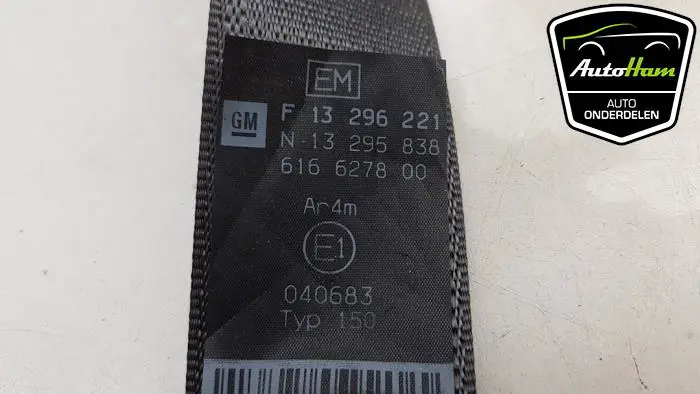 EM
GM
F 13 296 221
N-13 295 838
616 6278 00
Ar4m
E1
040683
Typ 150
AutoHam
AUTO
ONDERDELEN